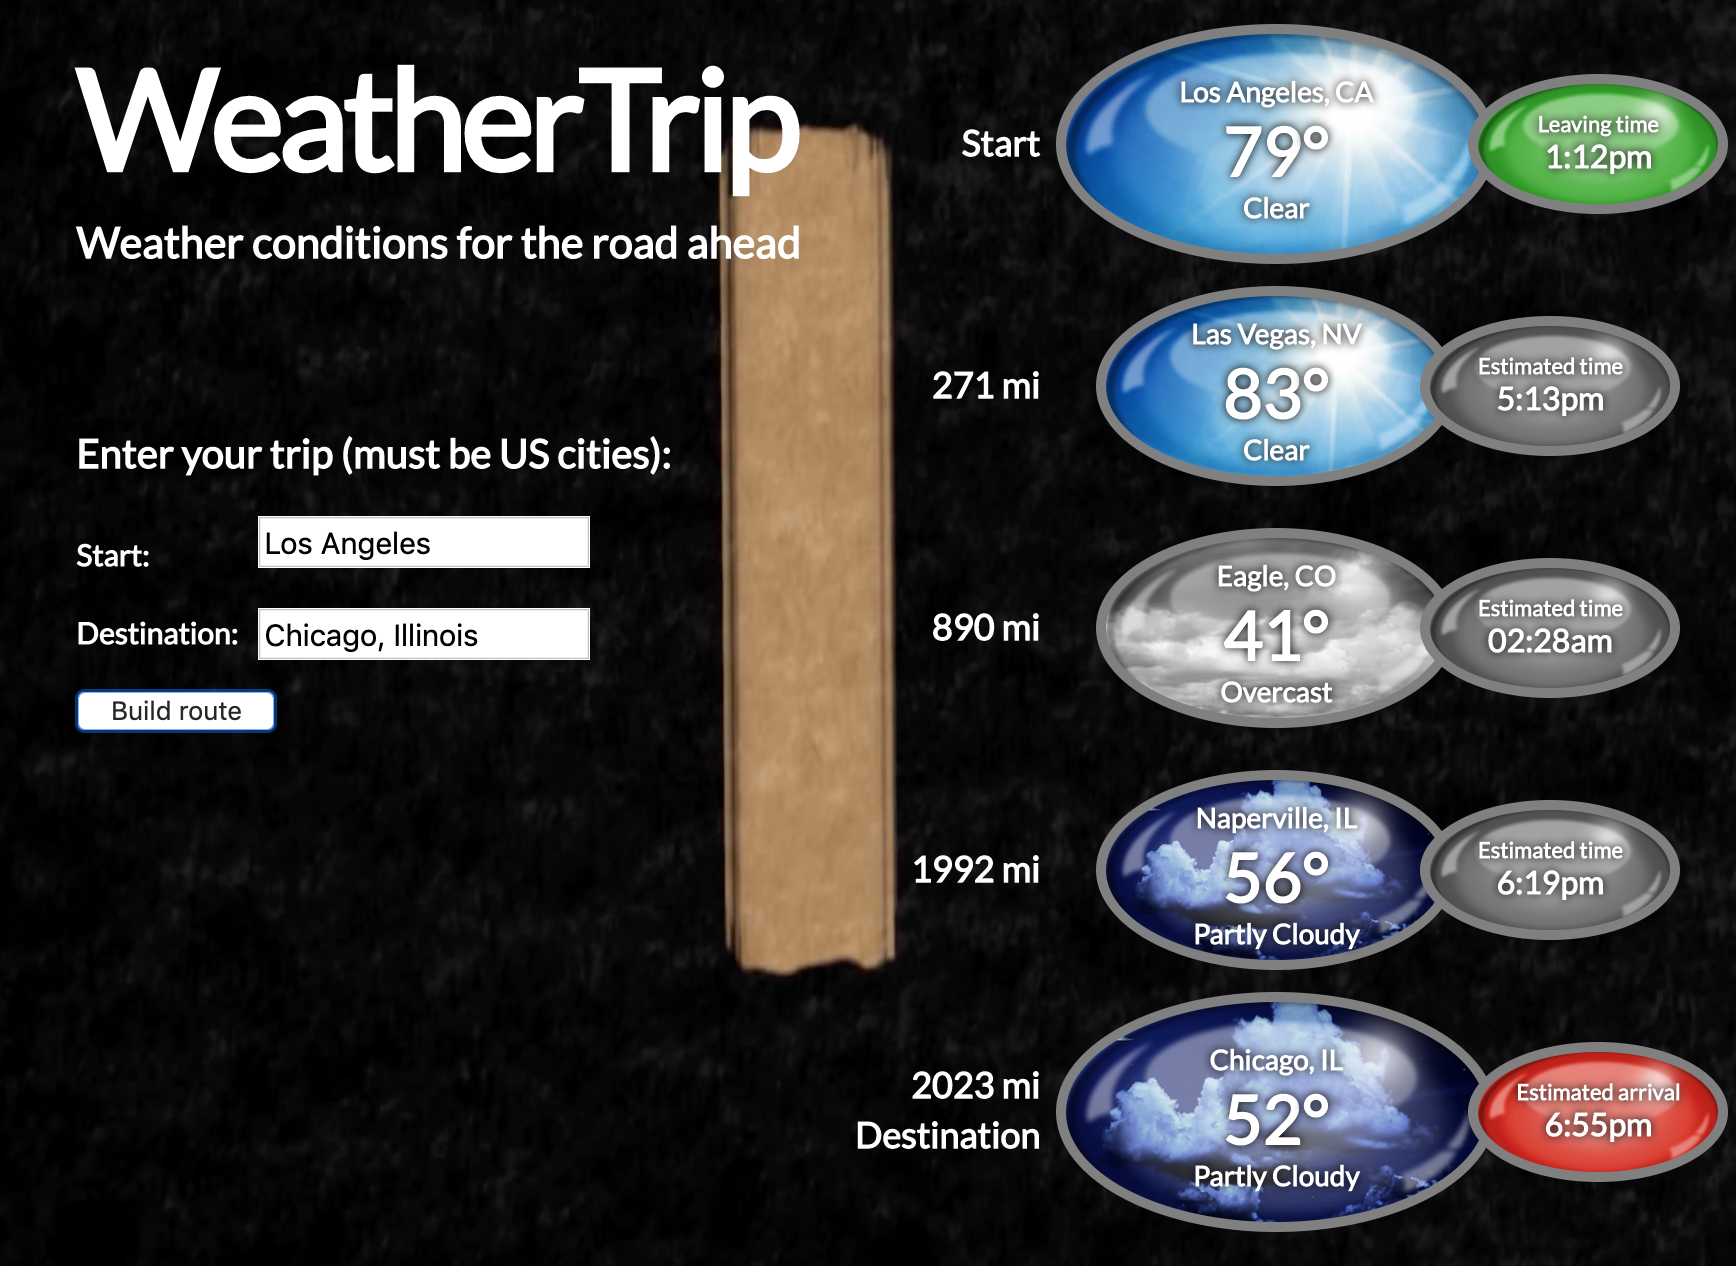 WeatherTrip
Weather conditions for the road ahead
Enter your trip (must be US cities):
Start:
Los Angeles
Destination:
Chicago, Illinois
Build route
Start
Los Angeles, CA
79°
Clear
Leaving time
1:12pm
271 mi
Las Vegas, NV
83°
Clear
Estimated time
5:13pm
890 mi
Eagle, CO
41°
Overcast
Estimated time
02:28am
1992 mi
Naperville, IL
56°
Partly Cloudy
Estimated time
6:19pm
2023 mi
Destination
Chicago, IL
52°
Partly Cloudy
Estimated arrival
6:55pm